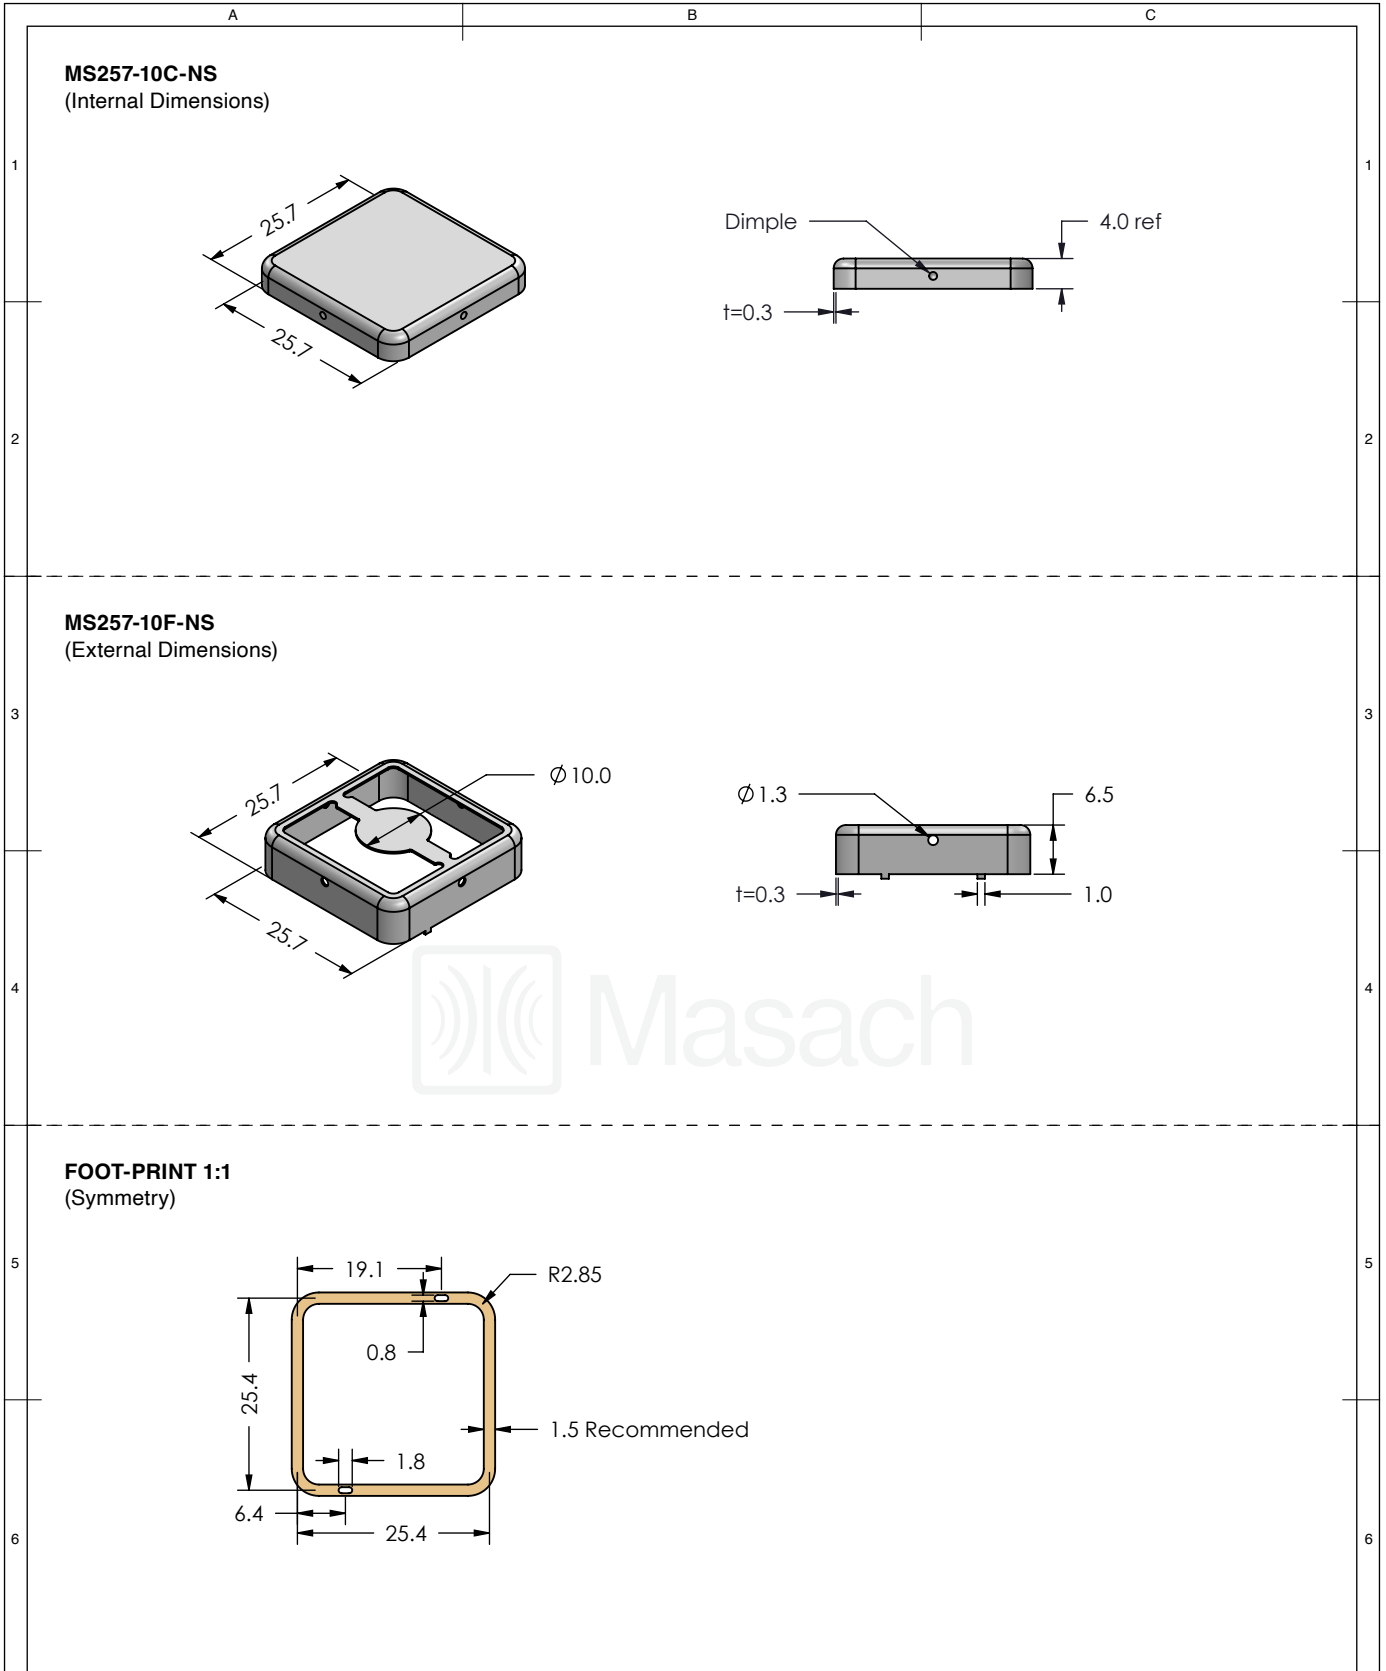 A B C
MS257-10C-NS
(Internal Dimensions)
1 1
25.7
25.7
Dimple
4.0 ref
t=0.3
2 2
MS257-10F-NS
(External Dimensions)
3 3
25.7
25.7
Ø10.0
Ø1.3
6.5
t=0.3
1.0
Masach
4 4
FOOT-PRINT 1:1
(Symmetry)
5 5
19.1
R2.85
0.8
25.4
1.5 Recommended
1.8
6.4
25.4
6 6